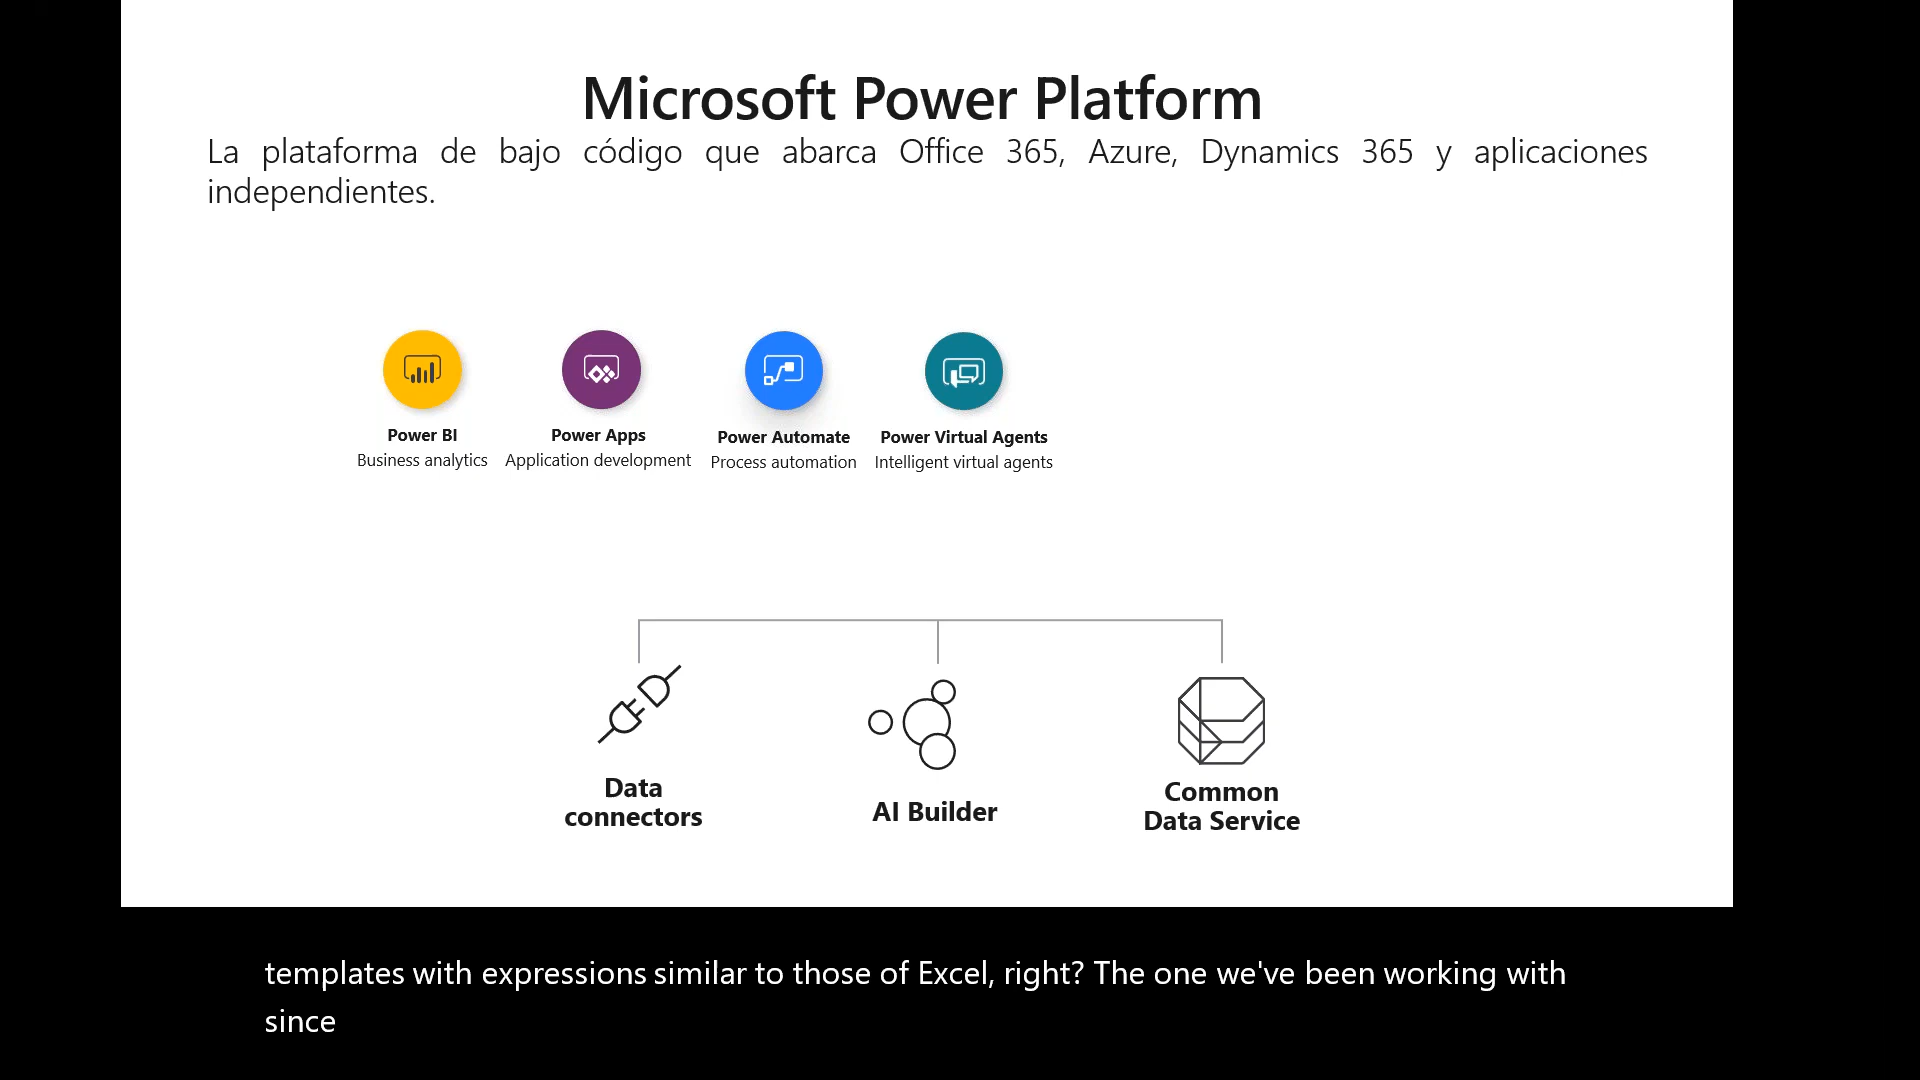 Microsoft Power Platform
La plataforma de bajo código que abarca Office 365, Azure, Dynamics 365 y aplicaciones
independientes.
Power BI
Business analytics
Power Apps
Application development
Power Automate
Process automation
Power Virtual Agents
Intelligent virtual agents
Data
connectors
AI Builder
Common
Data Service
templates with expressions similar to those of Excel, right? The one we've been working with
since